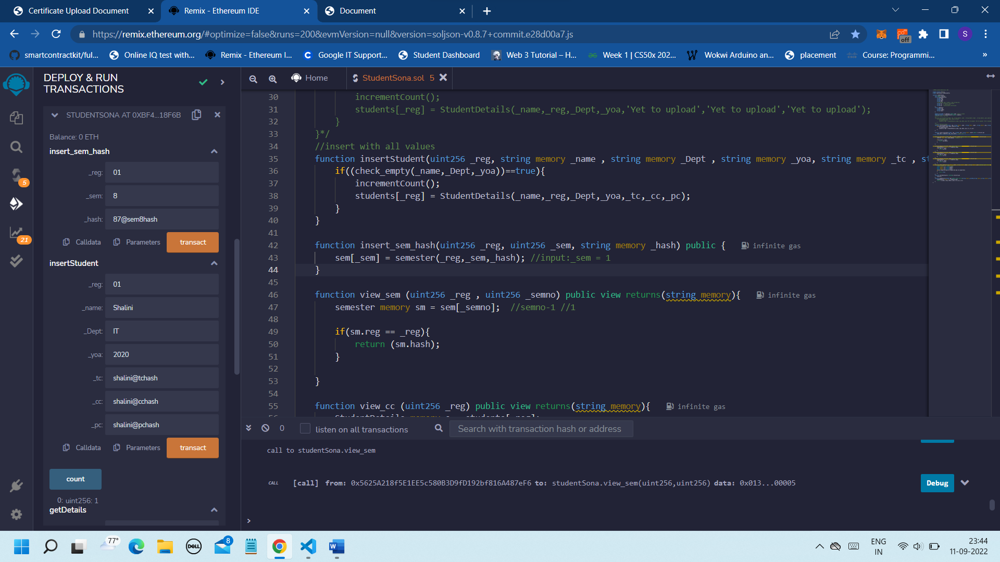 Certificate Upload Document
Remix - Ethereum IDE
Document
https://remix.ethereum.org/#optimize=false&runs=200&evmVersion=null&version=soljson-v0.8.7+commit.e28d00a7.js
off
S
smartcontractkit/ful...
Online IQ test with...
Remix - Ethereum I...
Google IT Support...
Student Dashboard
Web 3 Tutorial – H...
Week 1 | CS50x 202...
Wokwi Arduino an...
placement
Course: Programmi...
»
DEPLOY & RUN
TRANSACTIONS
STUDENTSONA AT 0XBF4...18F6B
Balance: 0 ETH
insert_sem_hash
_reg: 01
_sem: 8
_hash: 87@sem8hash
Calldata Parameters transact
insertStudent
_reg: 01
_name: Shalini
_Dept: IT
_yoa: 2020
_tc: shalini@tchash
_cc: shalini@cchash
_pc: shalini@pchash
Calldata Parameters transact
count
0: uint256: 1
getDetails
5
21
Home
StudentSona.sol 5
30 incrementCount();
31 students[_reg] = StudentDetails(_name,_reg,_Dept,_yoa,'Yet to upload','Yet to upload','Yet to upload');
32 }
33 }*/
34 //insert with all values
35 function insertStudent(uint256 _reg, string memory _name , string memory _Dept , string memory _yoa, string memory _tc , st
36 if((check_empty(_name,_Dept,_yoa))==true){
37 incrementCount();
38 students[_reg] = StudentDetails(_name,_reg,_Dept,_yoa,_tc,_cc,_pc);
39 }
40 }
41
42 function insert_sem_hash(uint256 _reg, uint256 _sem, string memory _hash) public { infinite gas
43 sem[_sem] = semester(_reg,_sem,_hash); //input:_sem = 1
44 }
45
46 function view_sem (uint256 _reg , uint256 _semno) public view returns(string memory){ infinite gas
47 semester memory sm = sem[_semno]; //semno-1 //1
48
49 if(sm.reg == _reg){
50 return (sm.hash);
51 }
52
53 }
54
55 function view_cc (uint256 _reg) public view returns(string memory){ infinite gas
0
listen on all transactions
Search with transaction hash or address
call to studentSona.view_sem
CALL [call] from: 0x5625A218f5E1EE5c580B3D9fD192bf816A487eF6 to: studentSona.view_sem(uint256,uint256) data: 0x013...00005
Debug
>
77°
DELL
8
ENG
IN
23:44
11-09-2022